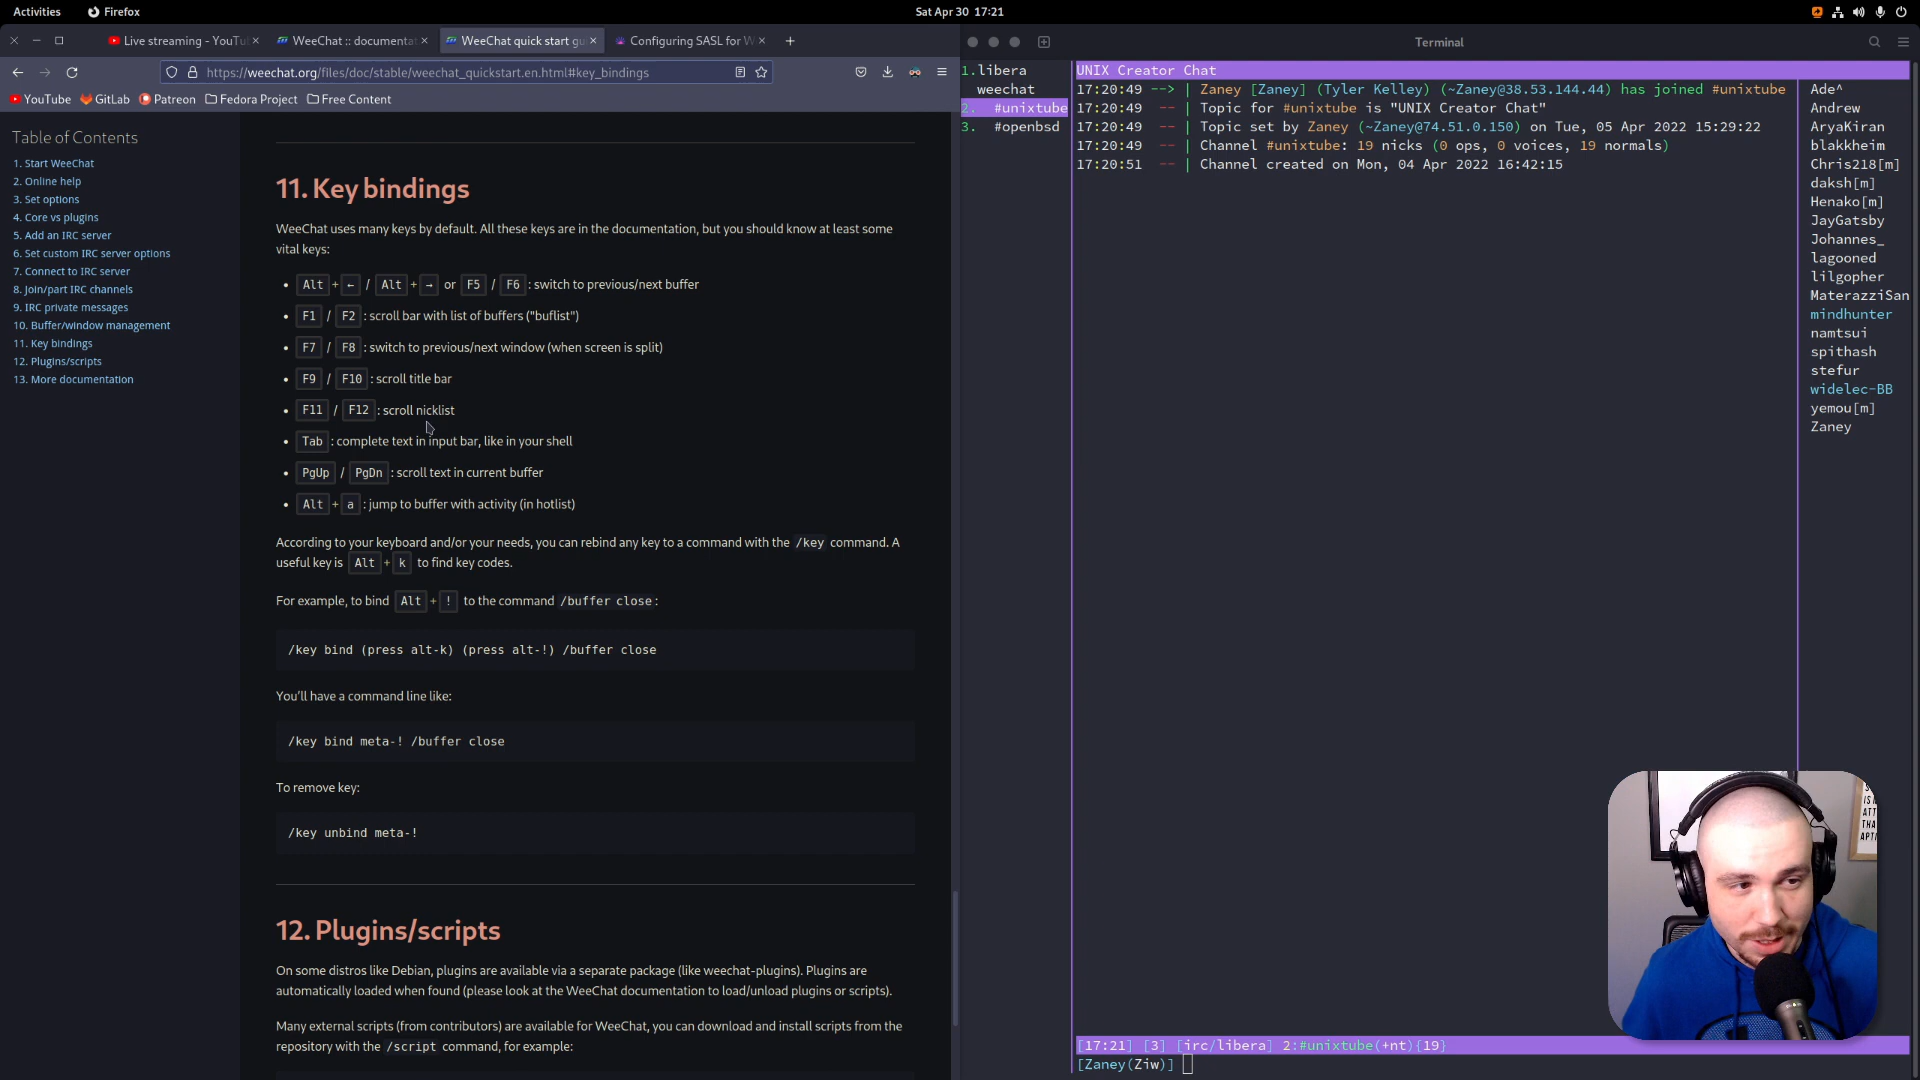 Activities Firefox Sat Apr 30 17:21
Live streaming - YouTu WeeChat :: documentat WeeChat quick start gu Configuring SASL for W
https://weechat.org/files/doc/stable/weechat_quickstart.en.html#key_bindings
YouTube GitLab Patreon Fedora Project Free Content
Table of Contents
1. Start WeeChat
2. Online help
3. Set options
4. Core vs plugins
5. Add an IRC server
6. Set custom IRC server options
7. Connect to IRC server
8. Join/part IRC channels
9. IRC private messages
10. Buffer/window management
11. Key bindings
12. Plugins/scripts
13. More documentation
11. Key bindings
WeeChat uses many keys by default. All these keys are in the documentation, but you should know at least some
vital keys:
Alt + ← / Alt + → or F5 / F6 : switch to previous/next buffer
F1 / F2 : scroll bar with list of buffers ("buflist")
F7 / F8 : switch to previous/next window (when screen is split)
F9 / F10 : scroll title bar
F11 / F12 : scroll nicklist
Tab : complete text in input bar, like in your shell
PgUp / PgDn : scroll text in current buffer
Alt + a : jump to buffer with activity (in hotlist)
According to your keyboard and/or your needs, you can rebind any key to a command with the /key command. A
useful key is Alt + k to find key codes.
For example, to bind Alt + ! to the command /buffer close:
/key bind (press alt-k) (press alt-!) /buffer close
You'll have a command line like:
/key bind meta-! /buffer close
To remove key:
/key unbind meta-!
12. Plugins/scripts
On some distros like Debian, plugins are available via a separate package (like weechat-plugins). Plugins are
automatically loaded when found (please look at the WeeChat documentation to load/unload plugins or scripts).
Many external scripts (from contributors) are available for WeeChat, you can download and install scripts from the
repository with the /script command, for example:
Terminal
1.libera
weechat
2. #unixtube
3. #openbsd
UNIX Creator Chat
17:20:49 --> | Zaney [Zaney] (Tyler Kelley) (~Zaney@38.53.144.44) has joined #unixtube
17:20:49 -- | Topic for #unixtube is "UNIX Creator Chat"
17:20:49 -- | Topic set by Zaney (~Zaney@74.51.0.150) on Tue, 05 Apr 2022 15:29:22
17:20:49 -- | Channel #unixtube: 19 nicks (0 ops, 0 voices, 19 normals)
17:20:51 -- | Channel created on Mon, 04 Apr 2022 16:42:15
Ade^
Andrew
AryaKiran
blakkheim
Chris218[m]
daksh[m]
Henako[m]
JayGatsby
Johannes_
lagooned
lilgopher
MaterazziSan
mindhunter
namtsui
spithash
stefur
widelec-BB
yemou[m]
Zaney
[17:21] [3] [irc/libera] 2:#unixtube(+nt){19}
[Zaney(Ziw)]